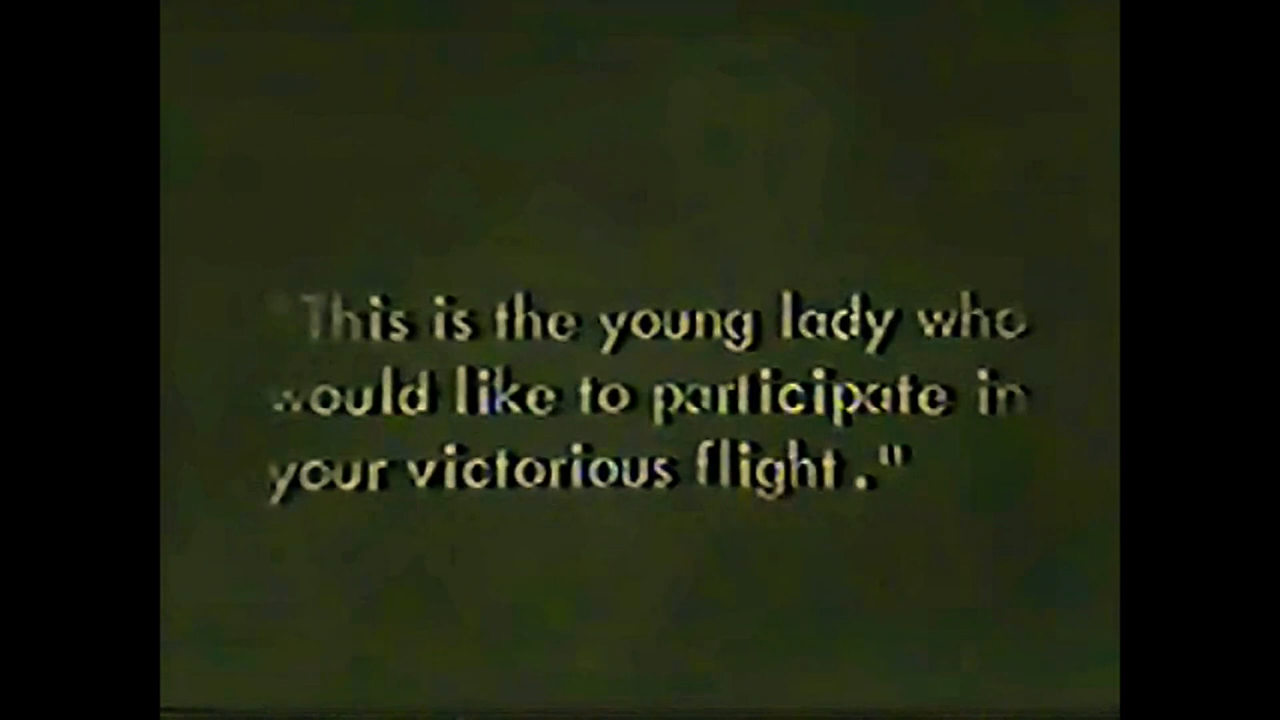 "This is the young lady who
would like to participate in
your victorious flight."